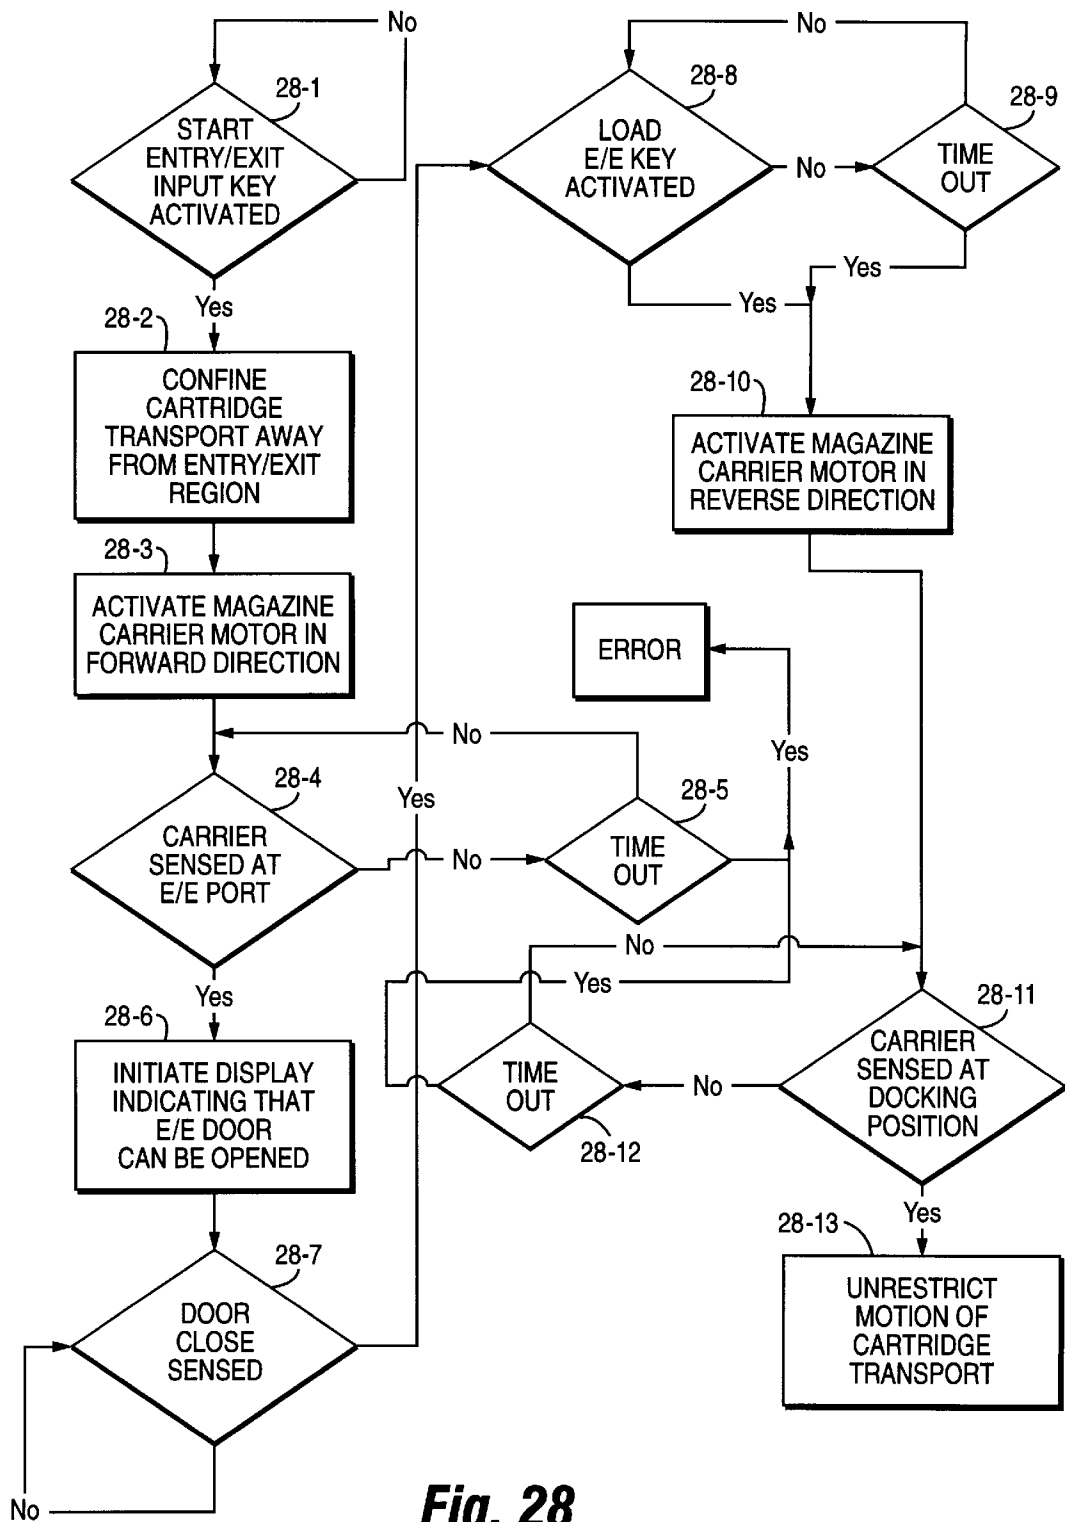 No
28-1
START
ENTRY/EXIT
INPUT KEY
ACTIVATED
Yes
28-2
CONFINE
CARTRIDGE
TRANSPORT AWAY
FROM ENTRY/EXIT
REGION
28-3
ACTIVATE MAGAZINE
CARRIER MOTOR IN
FORWARD DIRECTION
No
28-4
CARRIER
SENSED AT
E/E PORT
No
28-5
TIME
OUT
Yes
ERROR
Yes
28-6
INITIATE DISPLAY
INDICATING THAT
E/E DOOR
CAN BE OPENED
28-7
DOOR
CLOSE
SENSED
No
Yes
No
28-8
LOAD
E/E KEY
ACTIVATED
No
28-9
TIME
OUT
Yes
Yes
28-10
ACTIVATE MAGAZINE
CARRIER MOTOR IN
REVERSE DIRECTION
No
Yes
28-11
CARRIER
SENSED AT
DOCKING
POSITION
No
TIME
OUT
28-12
Yes
28-13
UNRESTRICT
MOTION OF
CARTRIDGE
TRANSPORT
Fig. 28